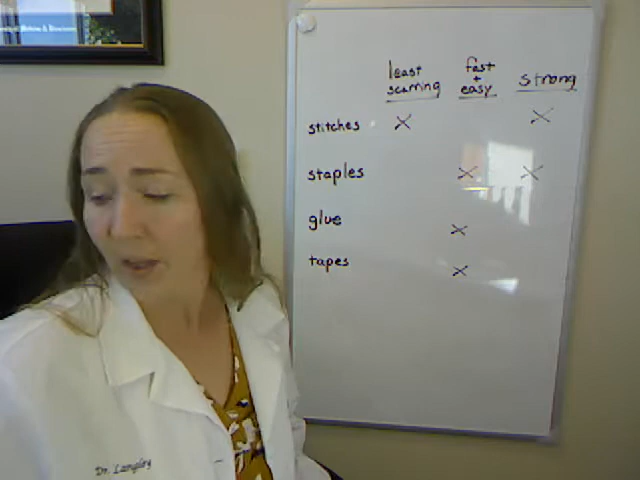 least scarring
fast + easy
strong
stitches X X
staples X X
glue X
tapes X
Dr. Langley